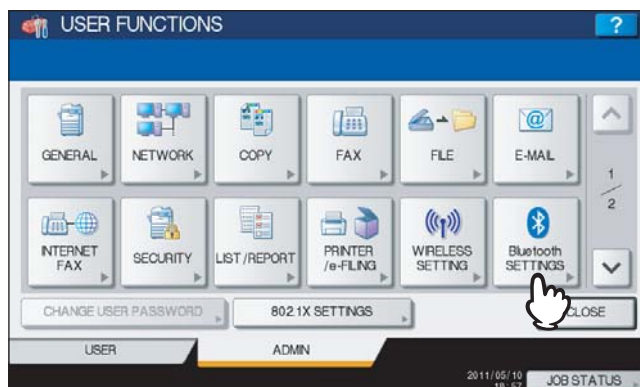 USER FUNCTIONS
?
GENERAL
NETWORK
COPY
FAX
FILE
E-MAIL
1
2
INTERNET
FAX
SECURITY
LIST/REPORT
PRINTER
/e-FILING
WIRELESS
SETTING
Bluetooth
SETTINGS
CHANGE USER PASSWORD
802.1X SETTINGS
USER
ADMIN
2011/05/10
JOB STATUS